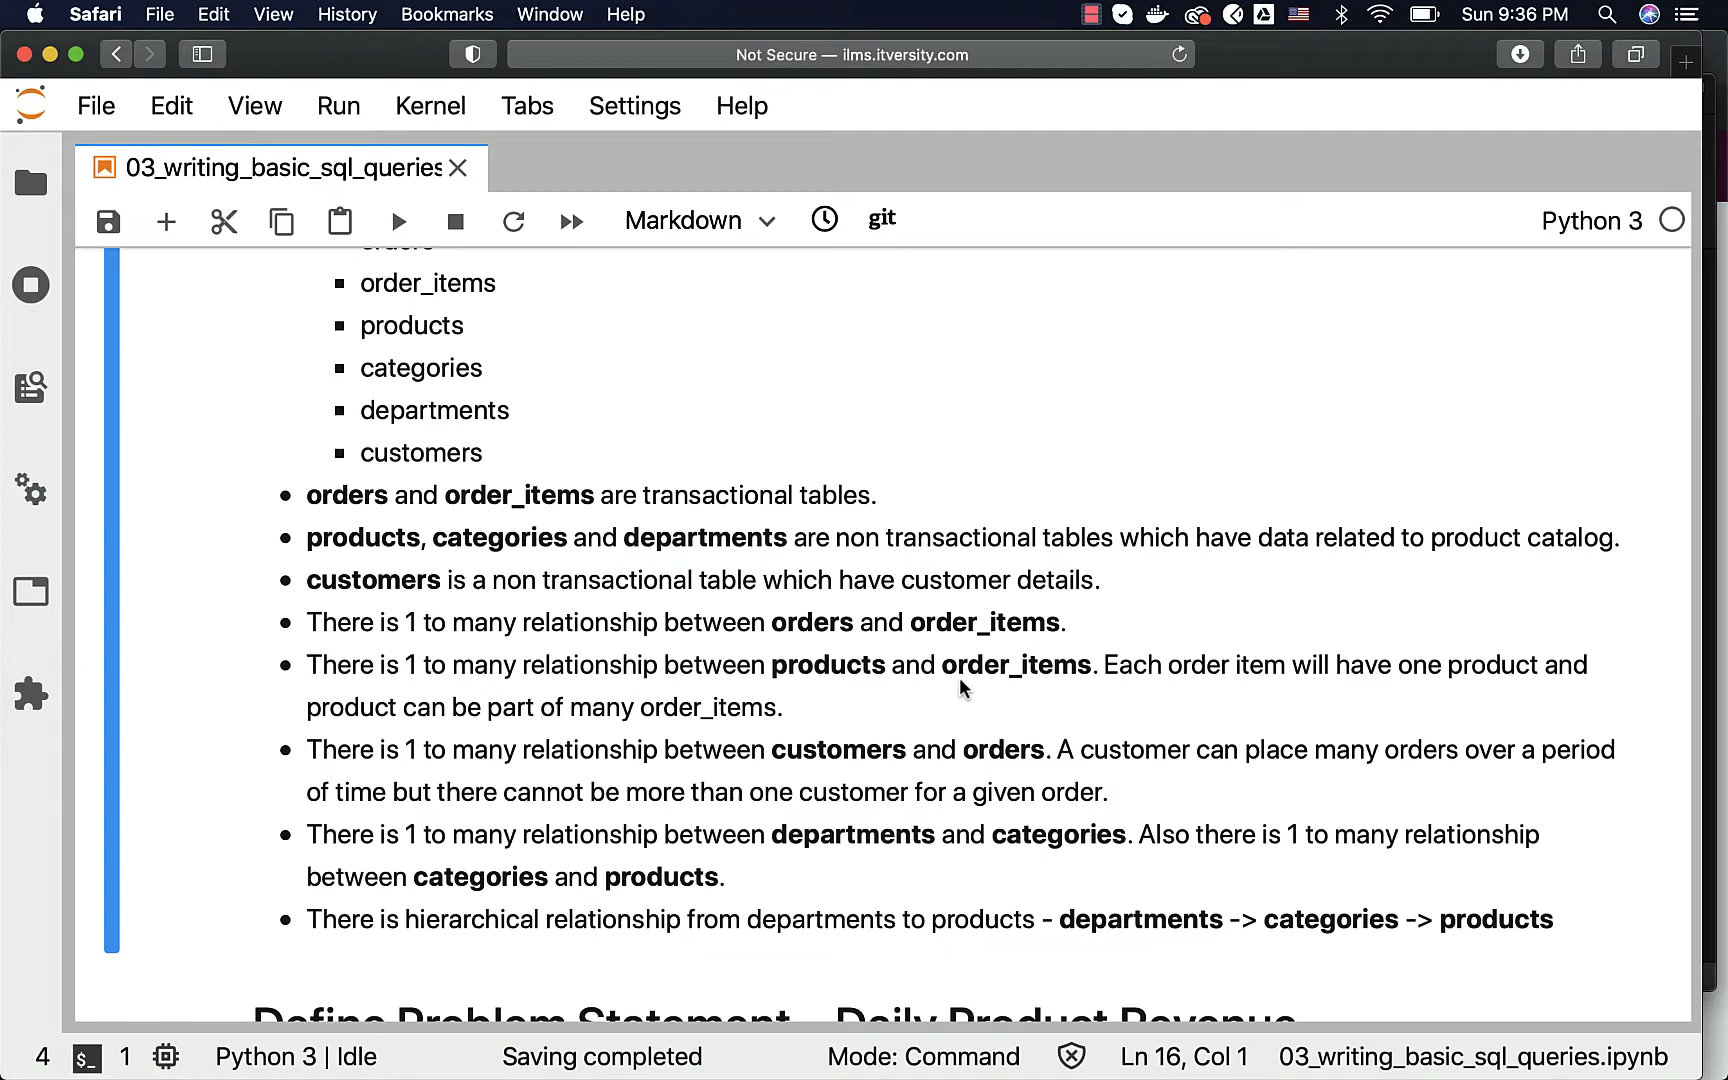 Safari File Edit View History Bookmarks Window Help Sun 9:36 PM
Not Secure — ilms.itversity.com
File Edit View Run Kernel Tabs Settings Help
03_writing_basic_sql_queries
Markdown git Python 3
orders
▪ order_items
▪ products
▪ categories
▪ departments
▪ customers
• orders and order_items are transactional tables.
• products, categories and departments are non transactional tables which have data related to product catalog.
• customers is a non transactional table which have customer details.
• There is 1 to many relationship between orders and order_items.
• There is 1 to many relationship between products and order_items. Each order item will have one product and
product can be part of many order_items.
• There is 1 to many relationship between customers and orders. A customer can place many orders over a period
of time but there cannot be more than one customer for a given order.
• There is 1 to many relationship between departments and categories. Also there is 1 to many relationship
between categories and products.
• There is hierarchical relationship from departments to products - departments -> categories -> products
Define Problem Statement - Daily Product Revenue
4 $_ 1 Python 3 | Idle Saving completed Mode: Command Ln 16, Col 1 03_writing_basic_sql_queries.ipynb